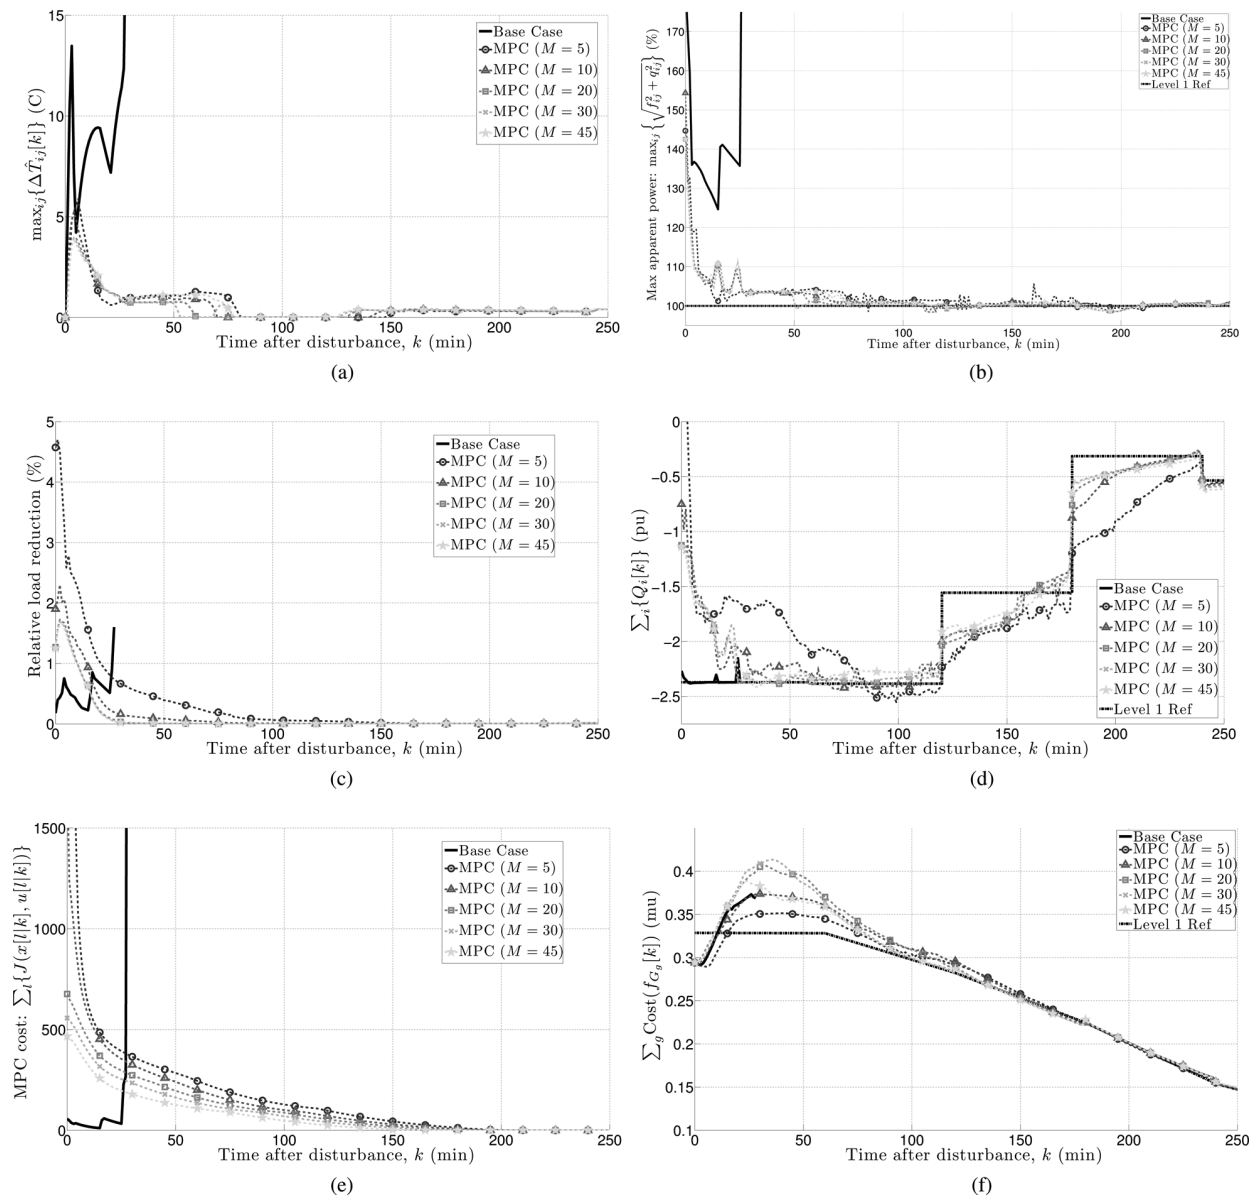 15
10
5
0
0
50
100
150
200
250
max_ij{ΔT̂_ij[k]} (C)
Time after disturbance, k (min)
Base Case
MPC (M = 5)
MPC (M = 10)
MPC (M = 20)
MPC (M = 30)
MPC (M = 45)
(a)
170
160
150
140
130
120
110
100
0
50
100
150
200
250
Max apparent power: max_ij{√(f²_ij + q²_ij)} (%)
Time after disturbance, k (min)
Base Case
MPC (M = 5)
MPC (M = 10)
MPC (M = 20)
MPC (M = 30)
MPC (M = 45)
Level 1 Ref
(b)
5
4
3
2
1
0
0
50
100
150
200
250
Relative load reduction (%)
Time after disturbance, k (min)
Base Case
MPC (M = 5)
MPC (M = 10)
MPC (M = 20)
MPC (M = 30)
MPC (M = 45)
(c)
0
−0.5
−1
−1.5
−2
−2.5
0
50
100
150
200
250
∑_i{Q_i[k]} (pu)
Time after disturbance, k (min)
Base Case
MPC (M = 5)
MPC (M = 10)
MPC (M = 20)
MPC (M = 30)
MPC (M = 45)
Level 1 Ref
(d)
1500
1000
500
0
0
50
100
150
200
250
MPC cost: ∑_l{J(x[l|k], u[l|k])}
Time after disturbance, k (min)
Base Case
MPC (M = 5)
MPC (M = 10)
MPC (M = 20)
MPC (M = 30)
MPC (M = 45)
(e)
0.4
0.35
0.3
0.25
0.2
0.15
0.1
0
50
100
150
200
250
∑_g Cost(f_{G_g}[k]) (mu)
Time after disturbance, k (min)
Base Case
MPC (M = 5)
MPC (M = 10)
MPC (M = 20)
MPC (M = 30)
MPC (M = 45)
Level 1 Ref
(f)